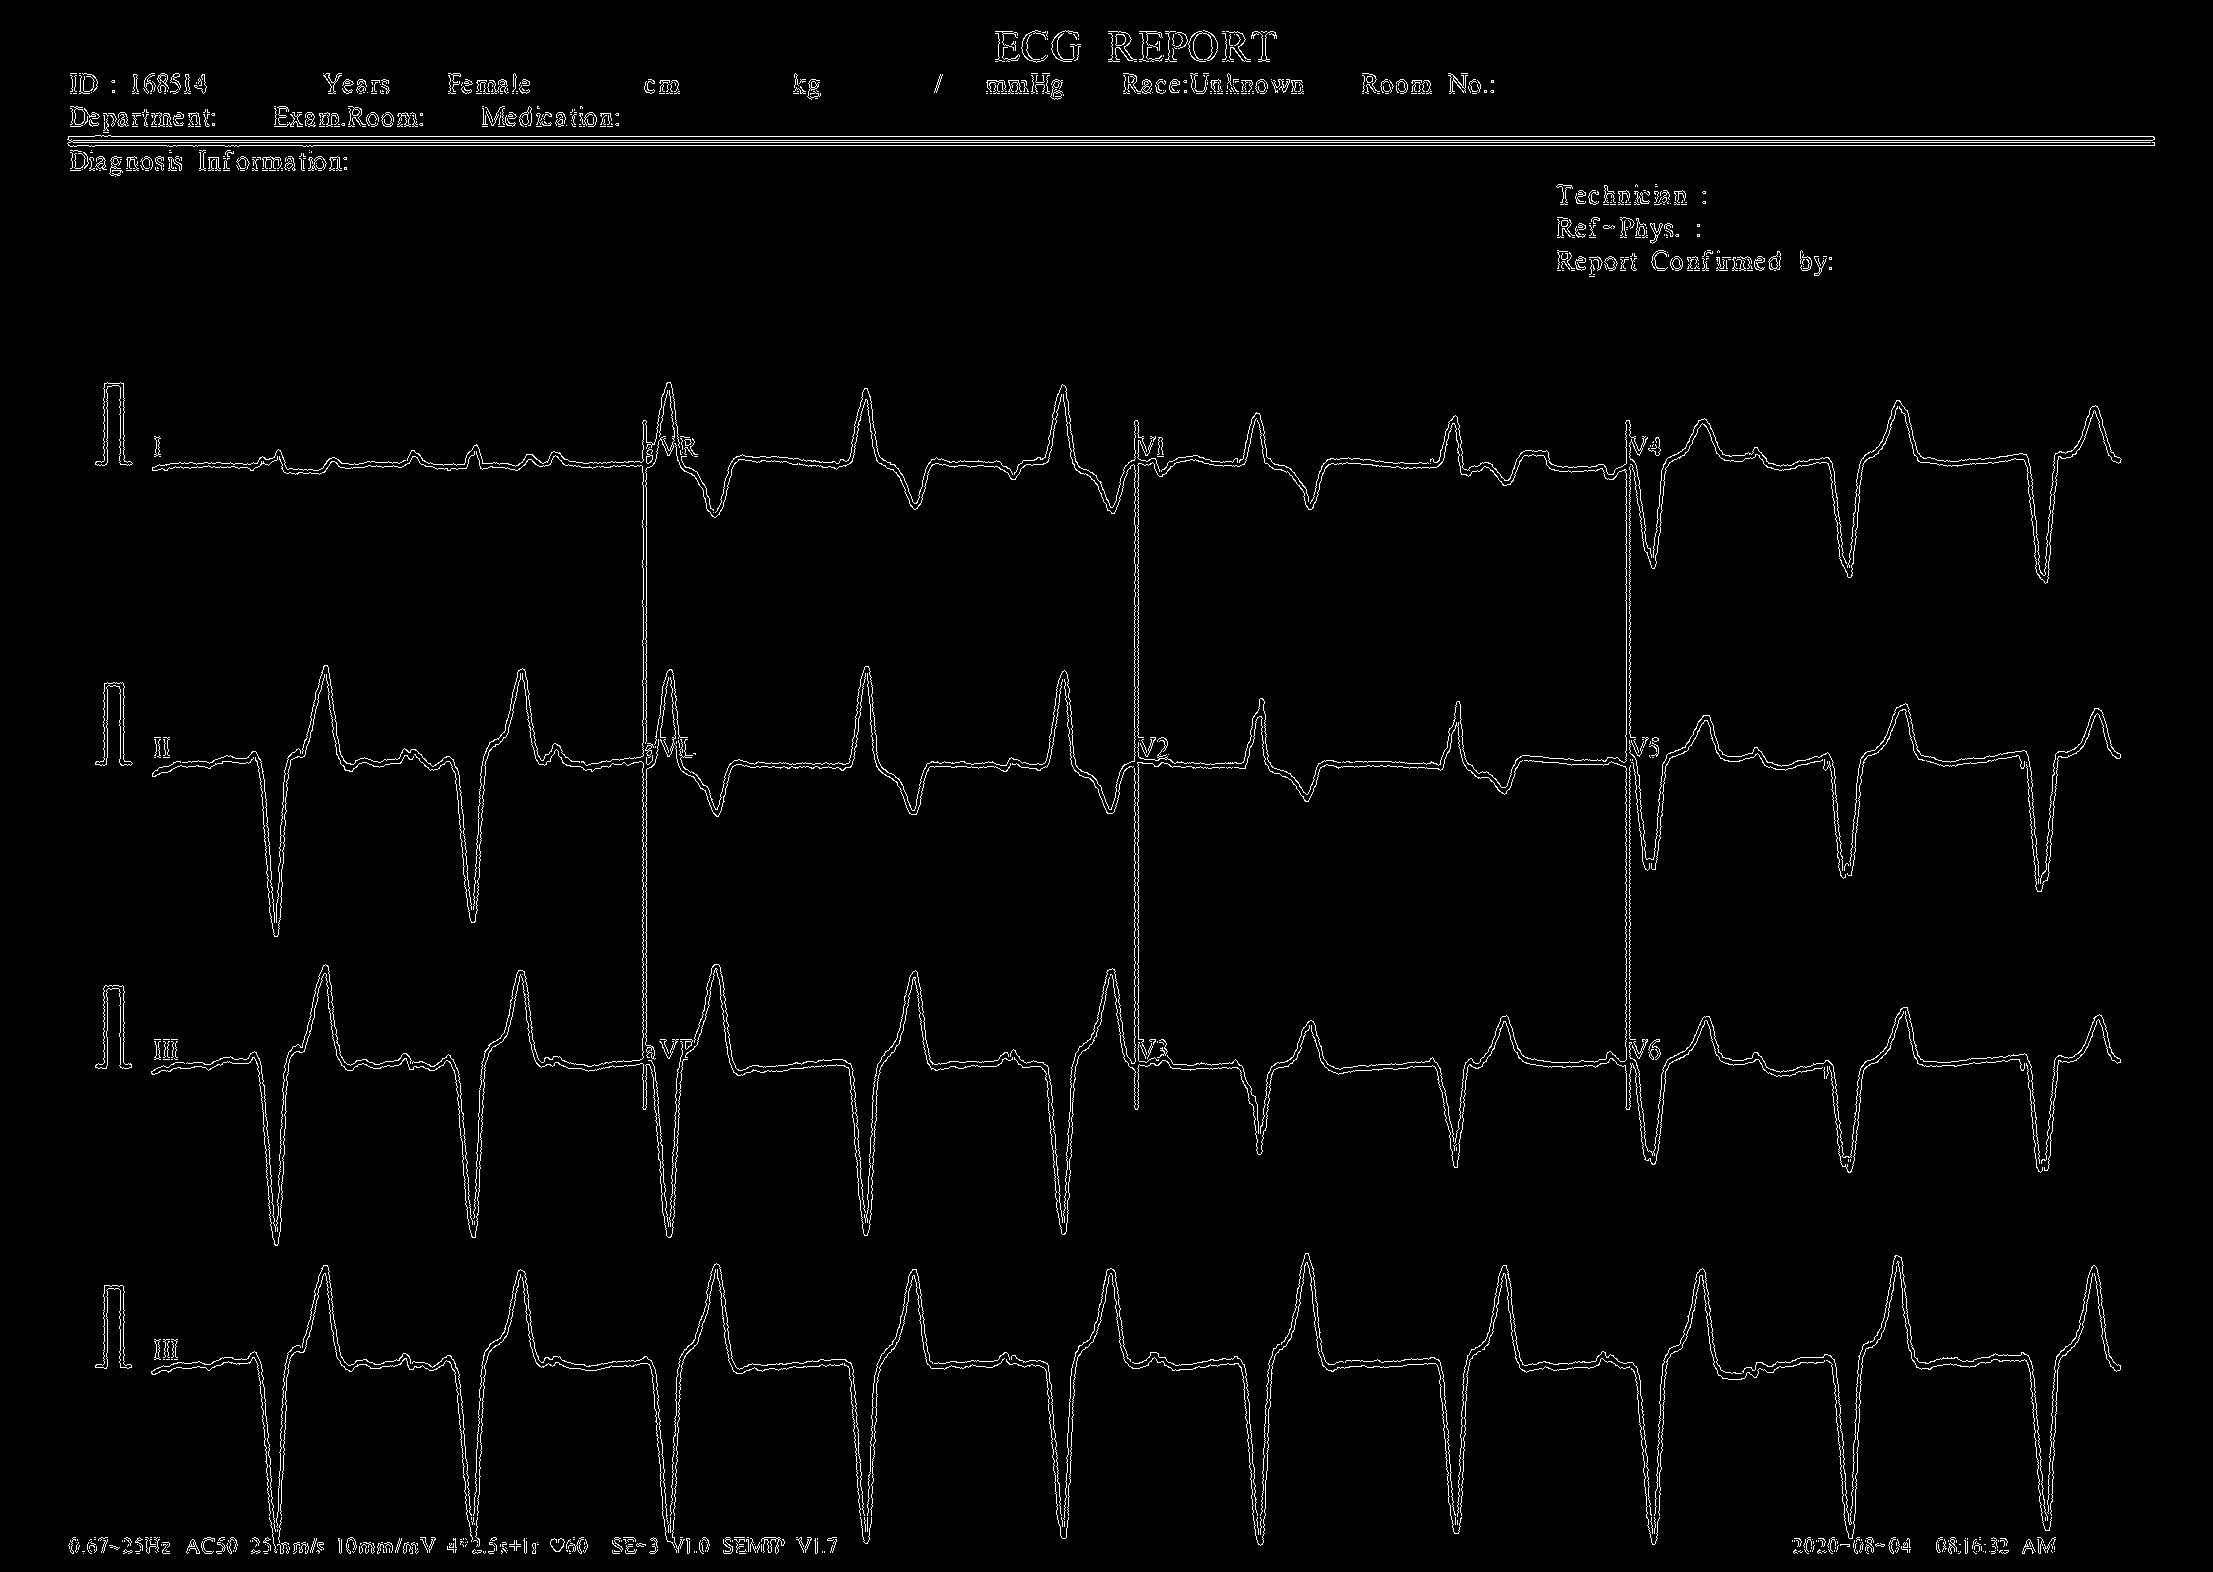 ECG REPORT
ID : 168514 Years Female cm kg / mmHg Race:Unknown Room No.:
Department: Exam.Room: Medication:
Diagnosis Information:
Technician :
Ref-Phys. :
Report Confirmed by:
I aVR V1 V4
II aVL V2 V5
III aVF V3 V6
III
0.67~25Hz AC50 25mm/s 10mm/mV 4*2.5s+1r ♡60 SE-3 V1.0 SEMIP V1.7 2020-08-04 08:16:32 AM